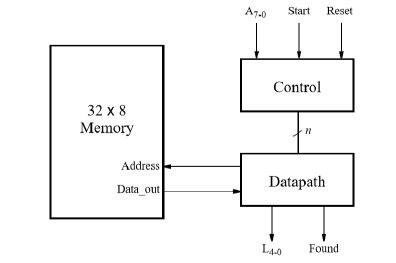 A7-0 Start Reset
Control
32 x 8
Memory
n
Address
Data_out
Datapath
L4-0 Found